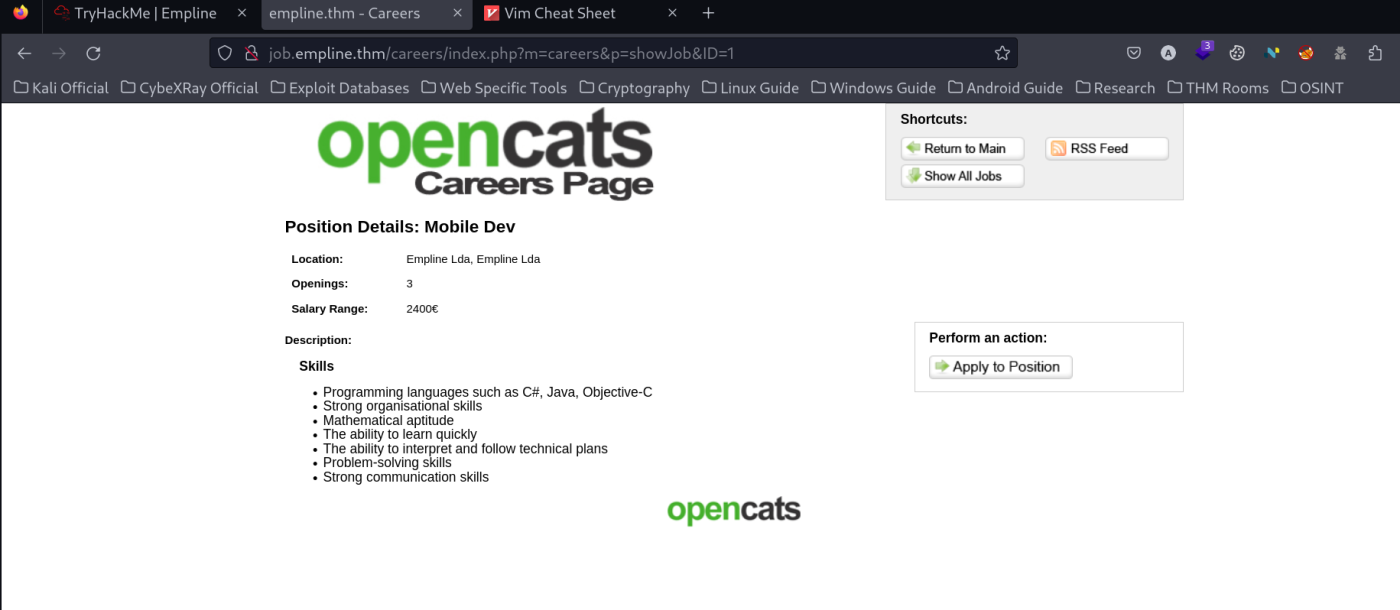 TryHackMe | Empline
empline.thm - Careers
Vim Cheat Sheet
job.empline.thm/careers/index.php?m=careers&p=showJob&ID=1
3
Kali Official CybeXRay Official Exploit Databases Web Specific Tools Cryptography Linux Guide Windows Guide Android Guide Research THM Rooms OSINT
opencats
Careers Page
Shortcuts:
Return to Main RSS Feed
Show All Jobs
Position Details: Mobile Dev
Location: Empline Lda, Empline Lda
Openings: 3
Salary Range: 2400€
Perform an action:
Apply to Position
Description:
Skills
• Programming languages such as C#, Java, Objective-C
• Strong organisational skills
• Mathematical aptitude
• The ability to learn quickly
• The ability to interpret and follow technical plans
• Problem-solving skills
• Strong communication skills
opencats